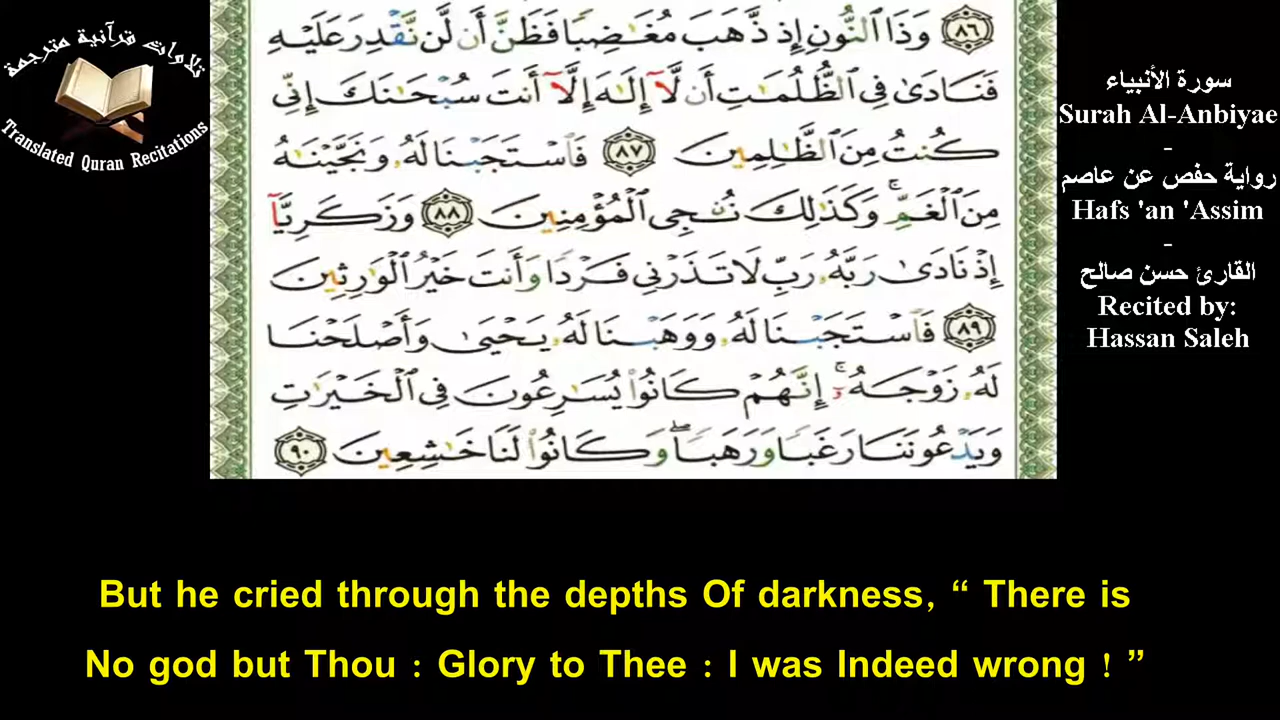 تلاوات قرآنية مترجمة
Translated Quran Recitations
٨٦ وَذَا ٱلنُّونِ إِذ ذَّهَبَ مُغَٰضِبًا فَظَنَّ أَن لَّن نَّقْدِرَ عَلَيْهِ
فَنَادَىٰ فِى ٱلظُّلُمَٰتِ أَن لَّآ إِلَٰهَ إِلَّآ أَنتَ سُبْحَٰنَكَ إِنِّى
كُنتُ مِنَ ٱلظَّٰلِمِينَ ٨٧ فَٱسْتَجَبْنَا لَهُۥ وَنَجَّيْنَٰهُ
مِنَ ٱلْغَمِّ ۚ وَكَذَٰلِكَ نُۨجِى ٱلْمُؤْمِنِينَ ٨٨ وَزَكَرِيَّآ
إِذْ نَادَىٰ رَبَّهُۥ رَبِّ لَا تَذَرْنِى فَرْدًا وَأَنتَ خَيْرُ ٱلْوَٰرِثِينَ
٨٩ فَٱسْتَجَبْنَا لَهُۥ وَوَهَبْنَا لَهُۥ يَحْيَىٰ وَأَصْلَحْنَا
لَهُۥ زَوْجَهُۥٓ ۚ إِنَّهُمْ كَانُوا۟ يُسَٰرِعُونَ فِى ٱلْخَيْرَٰتِ
وَيَدْعُونَنَا رَغَبًا وَرَهَبًا ۖ وَكَانُوا۟ لَنَا خَٰشِعِينَ ٩٠
سورة الأنبياء
Surah Al-Anbiyae
-
رواية حفص عن عاصم
Hafs 'an 'Assim
-
القارئ حسن صالح
Recited by:
Hassan Saleh
But he cried through the depths Of darkness, “ There is
No god but Thou : Glory to Thee : I was Indeed wrong ! ”